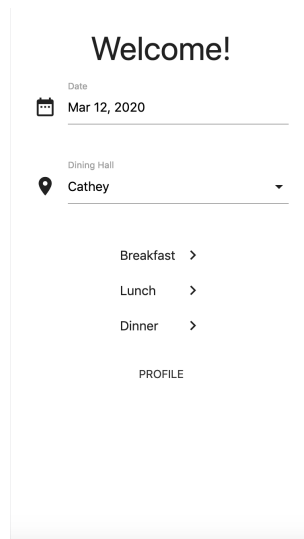 Welcome!
Date
Mar 12, 2020
Dining Hall
Cathey
Breakfast
Lunch
Dinner
PROFILE